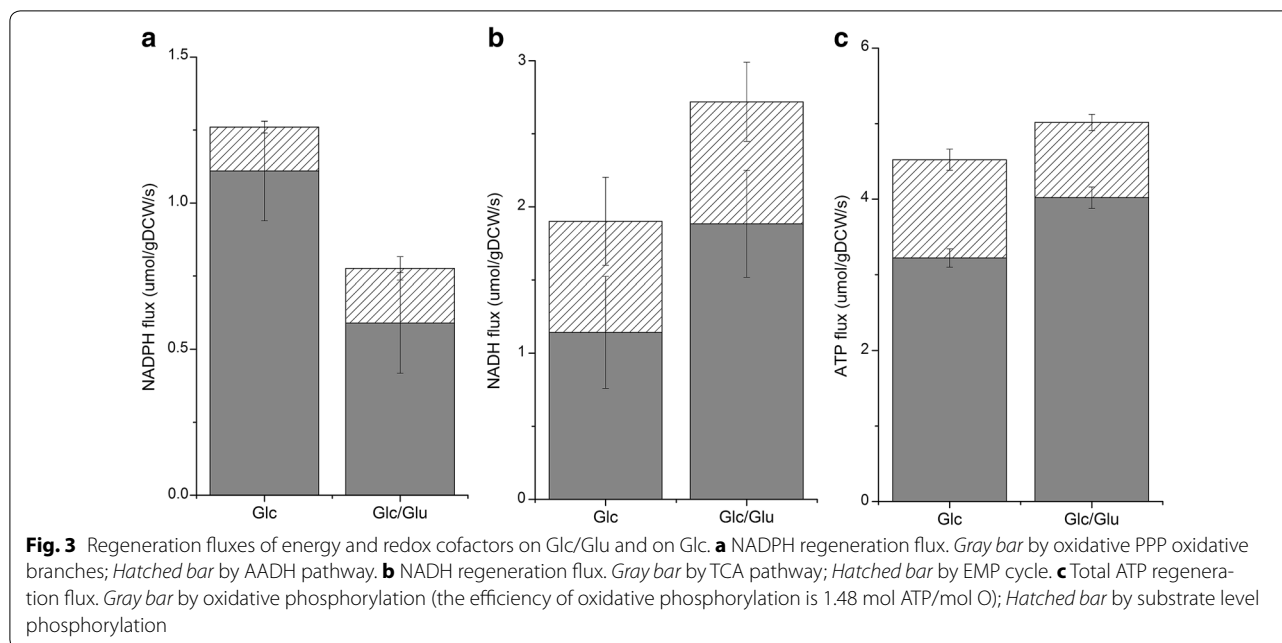 a
1.5
1.0
0.5
0.0
NADPH flux (umol/gDCW/s)
Glc
Glc/Glu
b
3
2
1
0
NADH flux (umol/gDCW/s)
Glc
Glc/Glu
c
6
4
2
0
ATP flux (umol/gDCW/s)
Glc
Glc/Glu
Fig. 3 Regeneration fluxes of energy and redox cofactors on Glc/Glu and on Glc. a NADPH regeneration flux. Gray bar by oxidative PPP oxidative
branches; Hatched bar by AADH pathway. b NADH regeneration flux. Gray bar by TCA pathway; Hatched bar by EMP cycle. c Total ATP regenera-
tion flux. Gray bar by oxidative phosphorylation (the efficiency of oxidative phosphorylation is 1.48 mol ATP/mol O); Hatched bar by substrate level
phosphorylation